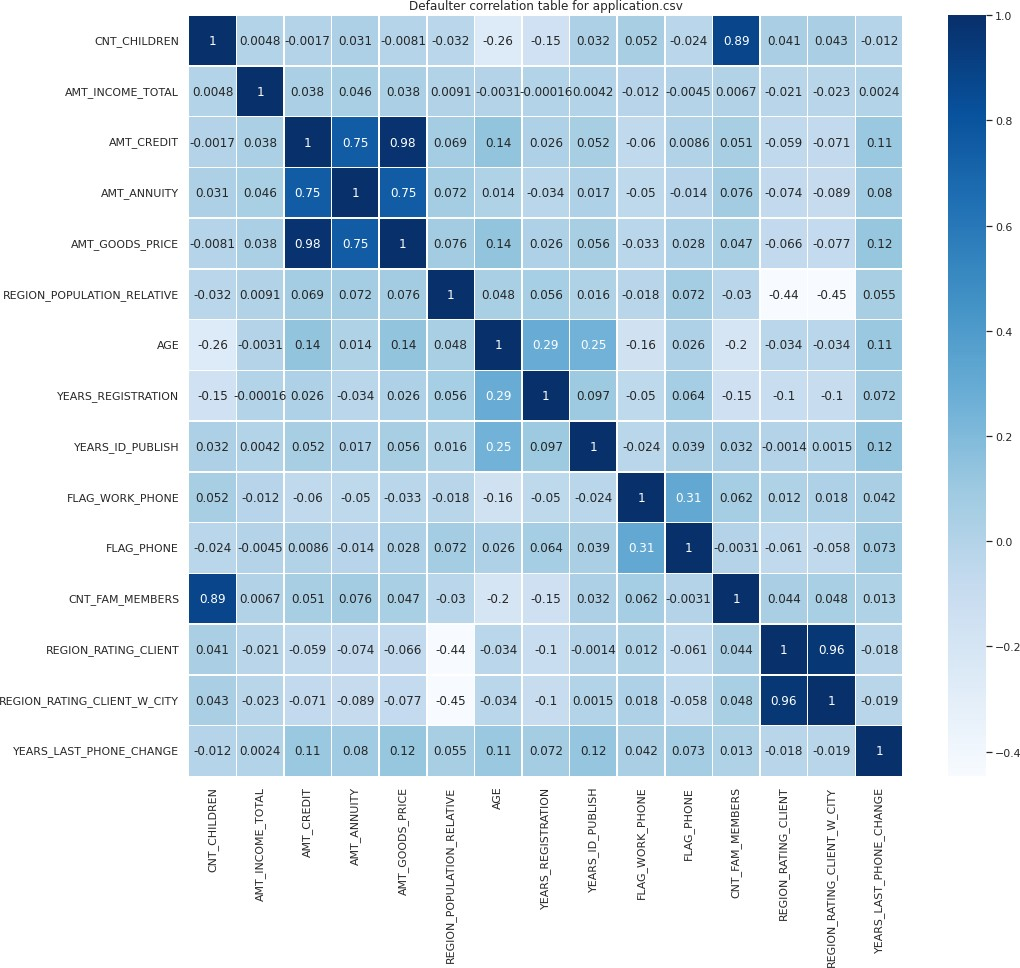 Defaulter correlation table for application.csv
CNT_CHILDREN 1 0.0048 -0.0017 0.031 -0.0081 -0.032 -0.26 -0.15 0.032 0.052 -0.024 0.89 0.041 0.043 -0.012
AMT_INCOME_TOTAL 0.0048 1 0.038 0.046 0.038 0.0091 -0.0031 -0.00016 0.0042 -0.012 -0.0045 0.0067 -0.021 -0.023 0.0024
AMT_CREDIT -0.0017 0.038 1 0.75 0.98 0.069 0.14 0.026 0.052 -0.06 0.0086 0.051 -0.059 -0.071 0.11
AMT_ANNUITY 0.031 0.046 0.75 1 0.75 0.072 0.014 -0.034 0.017 -0.05 -0.014 0.076 -0.074 -0.089 0.08
AMT_GOODS_PRICE -0.0081 0.038 0.98 0.75 1 0.076 0.14 0.026 0.056 -0.033 0.028 0.047 -0.066 -0.077 0.12
REGION_POPULATION_RELATIVE -0.032 0.0091 0.069 0.072 0.076 1 0.048 0.056 0.016 -0.018 0.072 -0.03 -0.44 -0.45 0.055
AGE -0.26 -0.0031 0.14 0.014 0.14 0.048 1 0.29 0.25 -0.16 0.026 -0.2 -0.034 -0.034 0.11
YEARS_REGISTRATION -0.15 -0.00016 0.026 -0.034 0.026 0.056 0.29 1 0.097 -0.05 0.064 -0.15 -0.1 -0.1 0.072
YEARS_ID_PUBLISH 0.032 0.0042 0.052 0.017 0.056 0.016 0.25 0.097 1 -0.024 0.039 0.032 -0.0014 0.0015 0.12
FLAG_WORK_PHONE 0.052 -0.012 -0.06 -0.05 -0.033 -0.018 -0.16 -0.05 -0.024 1 0.31 0.062 0.012 0.018 0.042
FLAG_PHONE -0.024 -0.0045 0.0086 -0.014 0.028 0.072 0.026 0.064 0.039 0.31 1 -0.0031 -0.061 -0.058 0.073
CNT_FAM_MEMBERS 0.89 0.0067 0.051 0.076 0.047 -0.03 -0.2 -0.15 0.032 0.062 -0.0031 1 0.044 0.048 0.013
REGION_RATING_CLIENT 0.041 -0.021 -0.059 -0.074 -0.066 -0.44 -0.034 -0.1 -0.0014 0.012 -0.061 0.044 1 0.96 -0.018
REGION_RATING_CLIENT_W_CITY 0.043 -0.023 -0.071 -0.089 -0.077 -0.45 -0.034 -0.1 0.0015 0.018 -0.058 0.048 0.96 1 -0.019
YEARS_LAST_PHONE_CHANGE -0.012 0.0024 0.11 0.08 0.12 0.055 0.11 0.072 0.12 0.042 0.073 0.013 -0.018 -0.019 1
CNT_CHILDREN
AMT_INCOME_TOTAL
AMT_CREDIT
AMT_ANNUITY
AMT_GOODS_PRICE
REGION_POPULATION_RELATIVE
AGE
YEARS_REGISTRATION
YEARS_ID_PUBLISH
FLAG_WORK_PHONE
FLAG_PHONE
CNT_FAM_MEMBERS
REGION_RATING_CLIENT
REGION_RATING_CLIENT_W_CITY
YEARS_LAST_PHONE_CHANGE
1.0
0.8
0.6
0.4
0.2
0.0
−0.2
−0.4